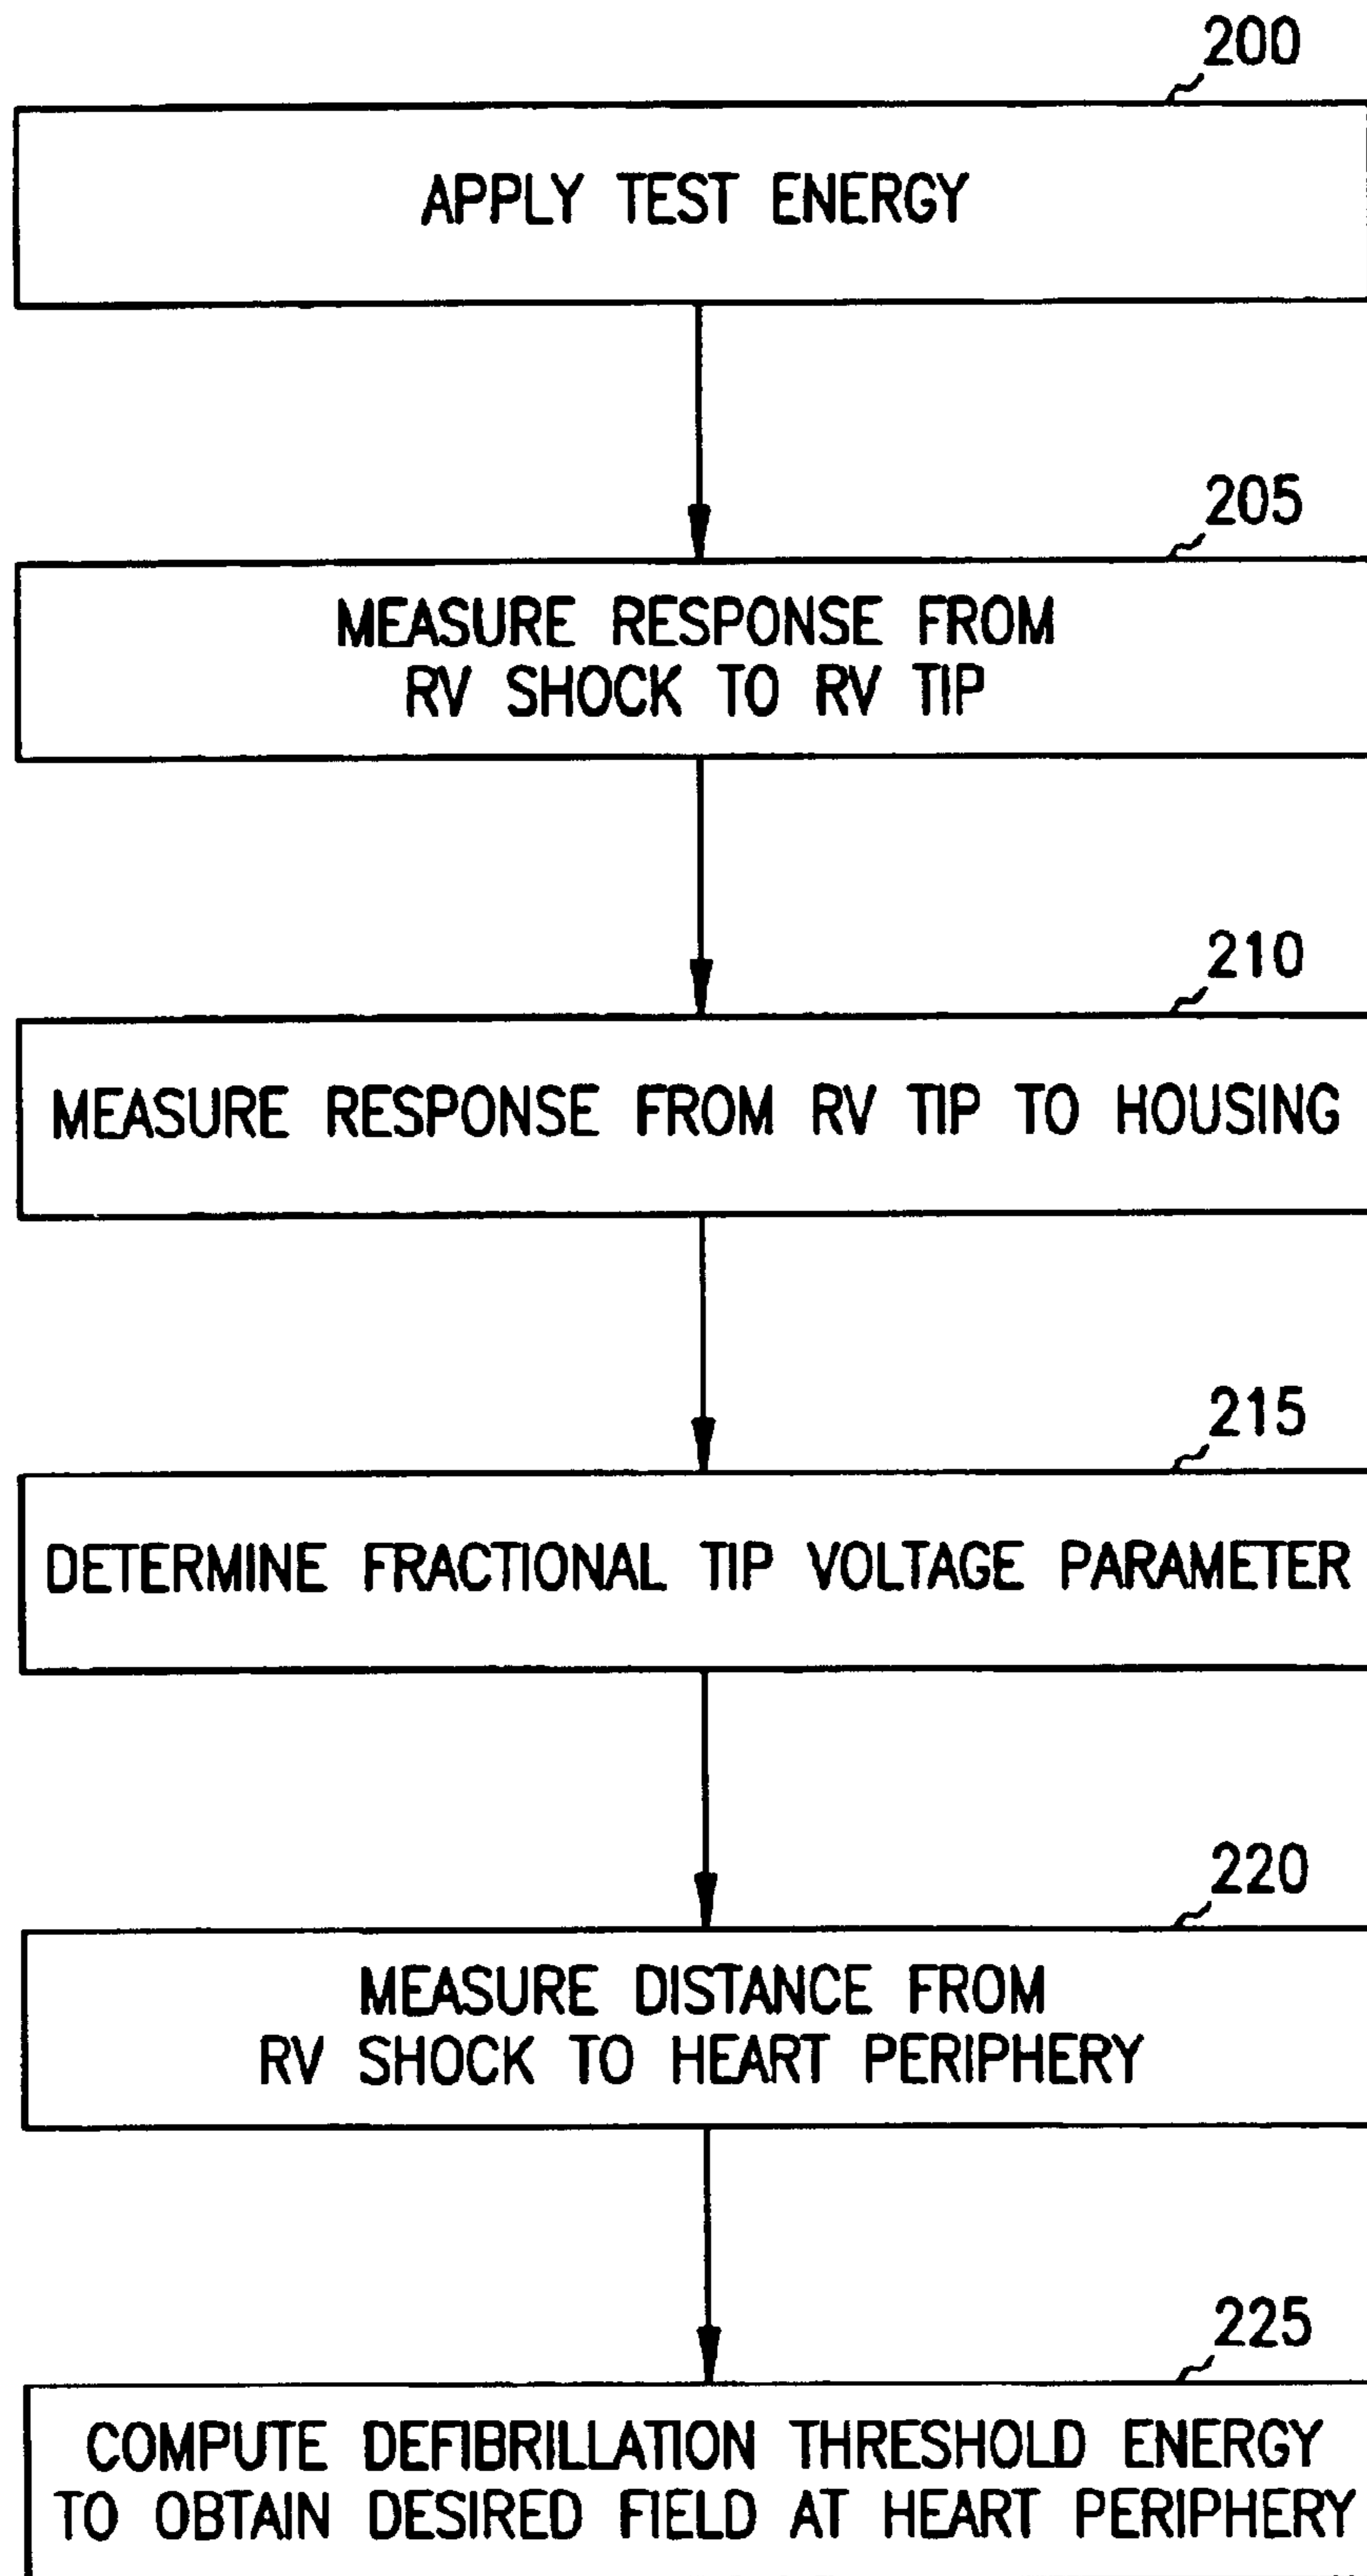 200
APPLY TEST ENERGY
205
MEASURE RESPONSE FROM
RV SHOCK TO RV TIP
210
MEASURE RESPONSE FROM RV TIP TO HOUSING
215
DETERMINE FRACTIONAL TIP VOLTAGE PARAMETER
220
MEASURE DISTANCE FROM
RV SHOCK TO HEART PERIPHERY
225
COMPUTE DEFIBRILLATION THRESHOLD ENERGY
TO OBTAIN DESIRED FIELD AT HEART PERIPHERY